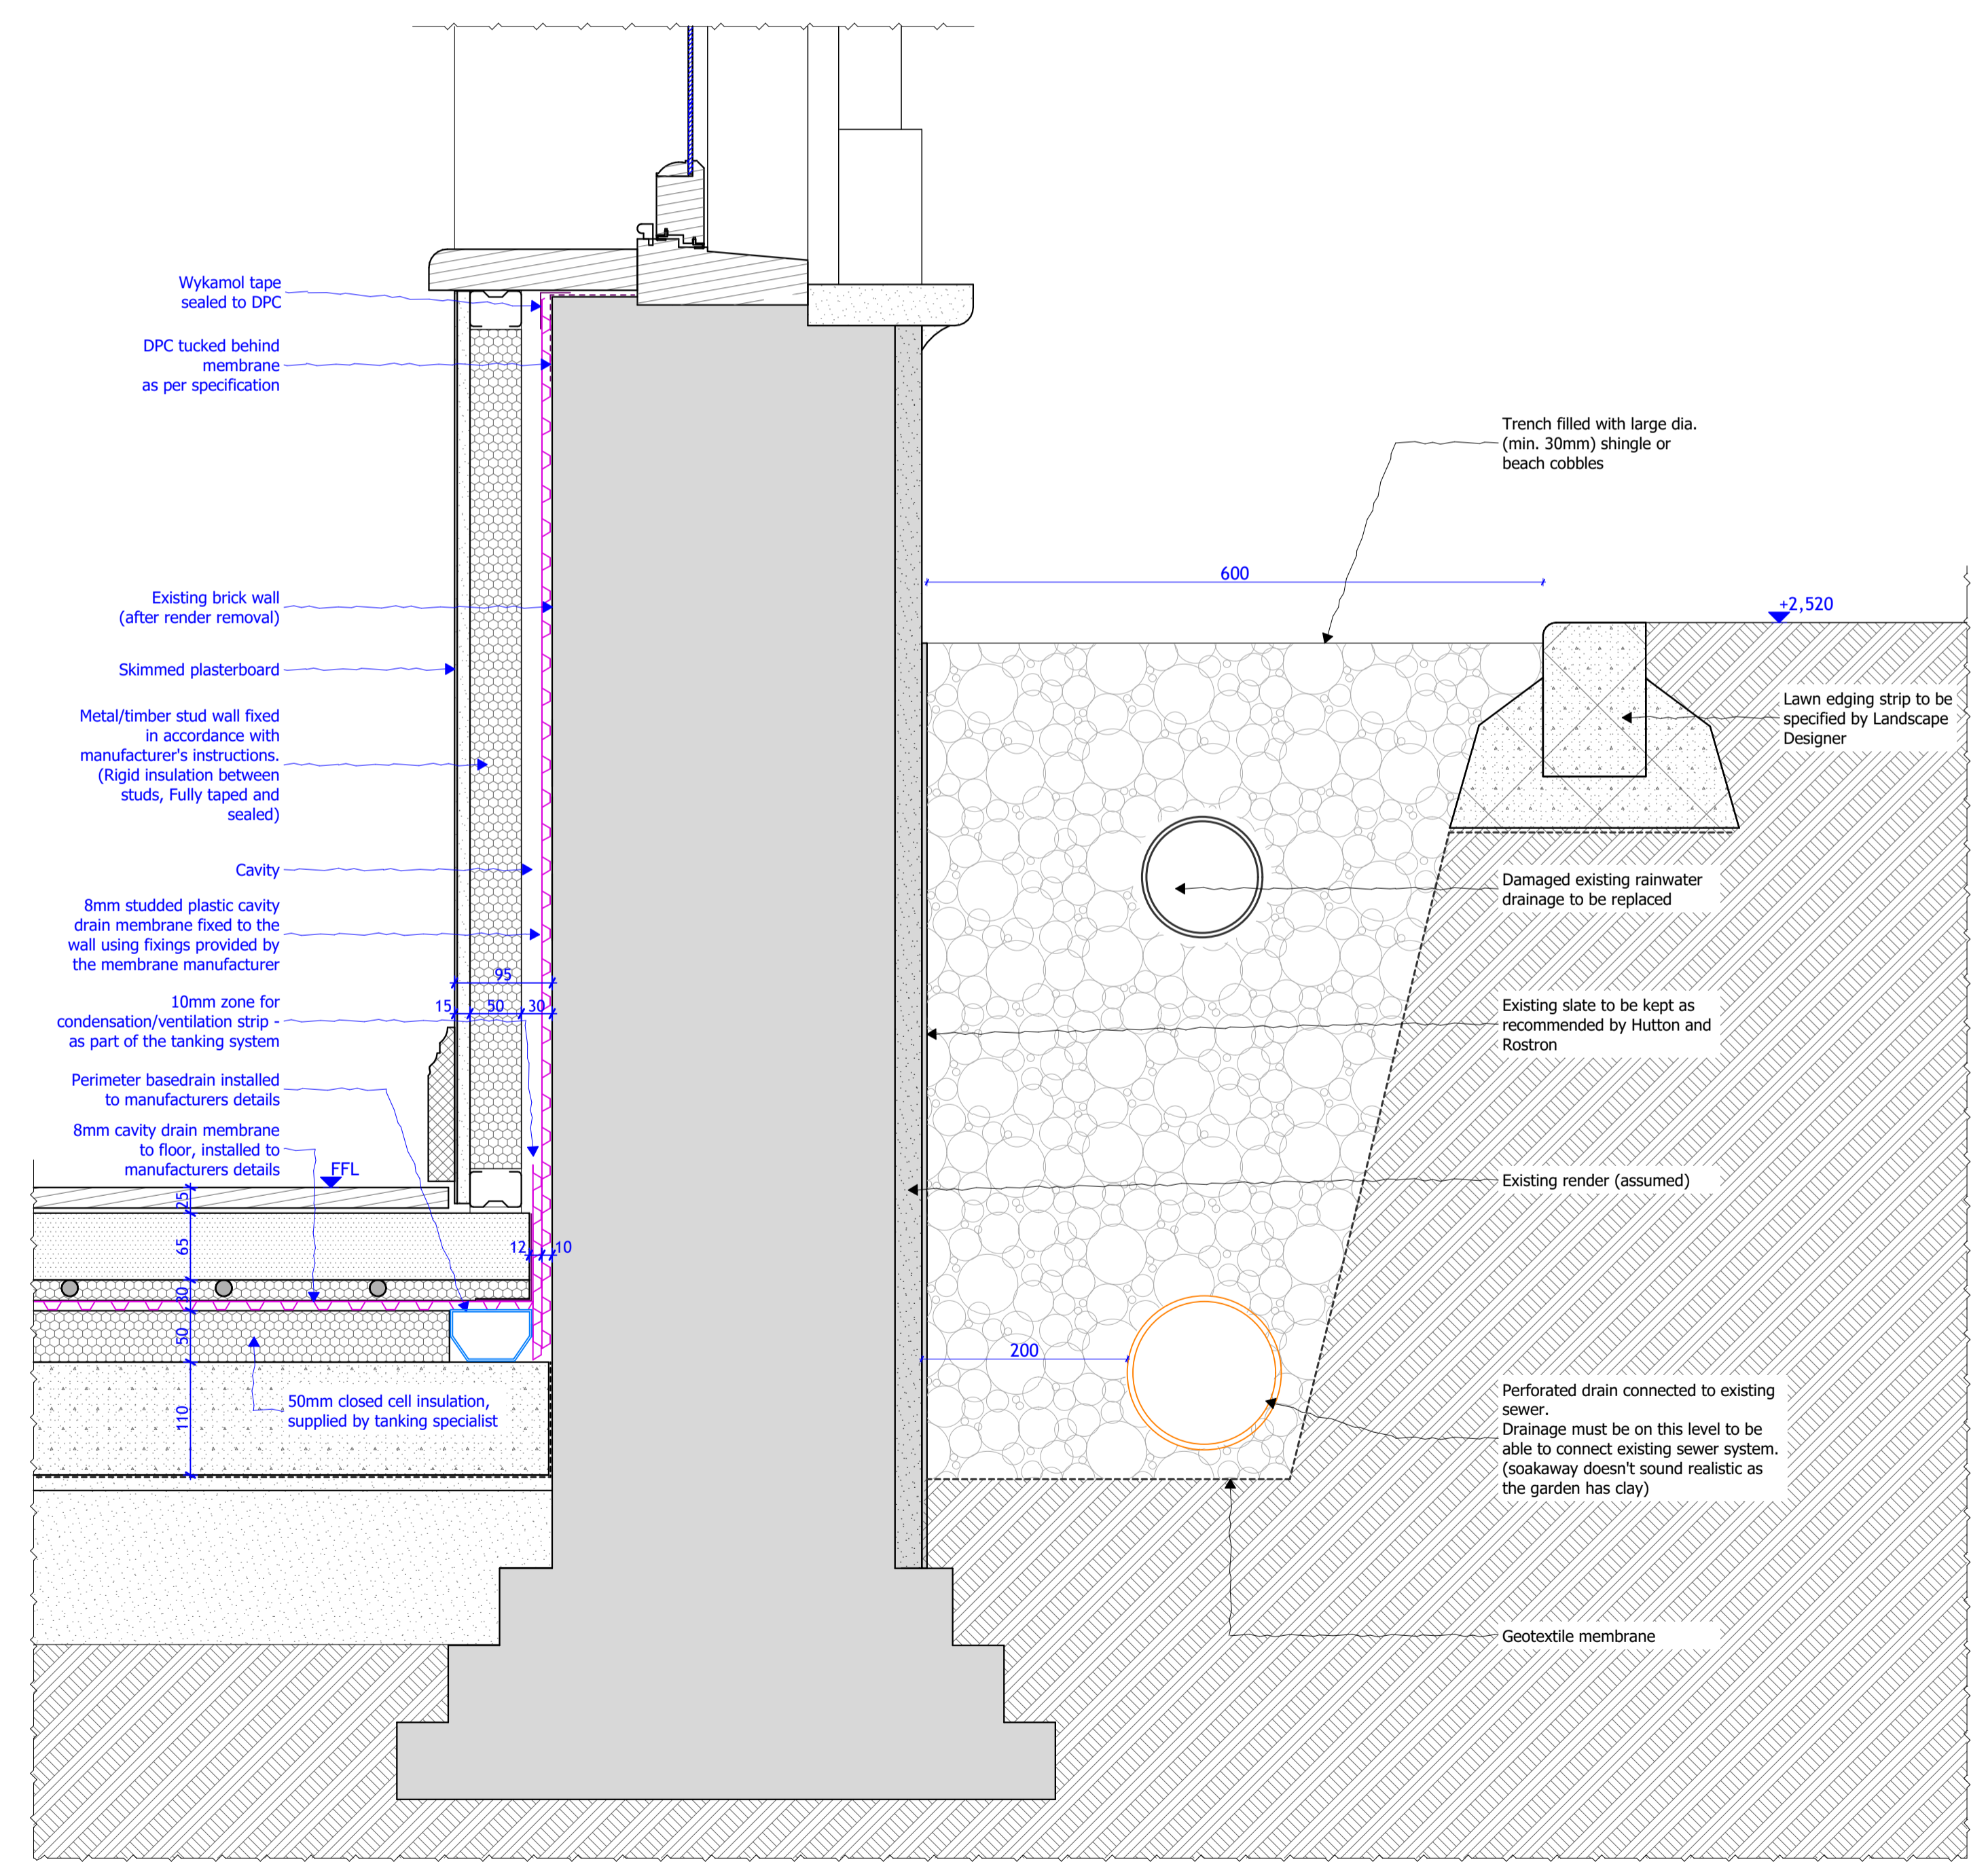 Wykamol tape
sealed to DPC
DPC tucked behind
membrane
as per specification
Existing brick wall
(after render removal)
Skimmed plasterboard
Metal/timber stud wall fixed
in accordance with
manufacturer's instructions.
(Rigid insulation between
studs, Fully taped and
sealed)
Cavity
8mm studded plastic cavity
drain membrane fixed to the
wall using fixings provided by
the membrane manufacturer
95
15 50 30
10mm zone for
condensation/ventilation strip -
as part of the tanking system
Perimeter basedrain installed
to manufacturers details
8mm cavity drain membrane
to floor, installed to
manufacturers details
FFL
25
65
30
50
110
12 10
50mm closed cell insulation,
supplied by tanking specialist
Trench filled with large dia.
(min. 30mm) shingle or
beach cobbles
600
+2,520
Lawn edging strip to be
specified by Landscape
Designer
Damaged existing rainwater
drainage to be replaced
Existing slate to be kept as
recommended by Hutton and
Rostron
Existing render (assumed)
200
Perforated drain connected to existing
sewer.
Drainage must be on this level to be
able to connect existing sewer system.
(soakaway doesn't sound realistic as
the garden has clay)
Geotextile membrane